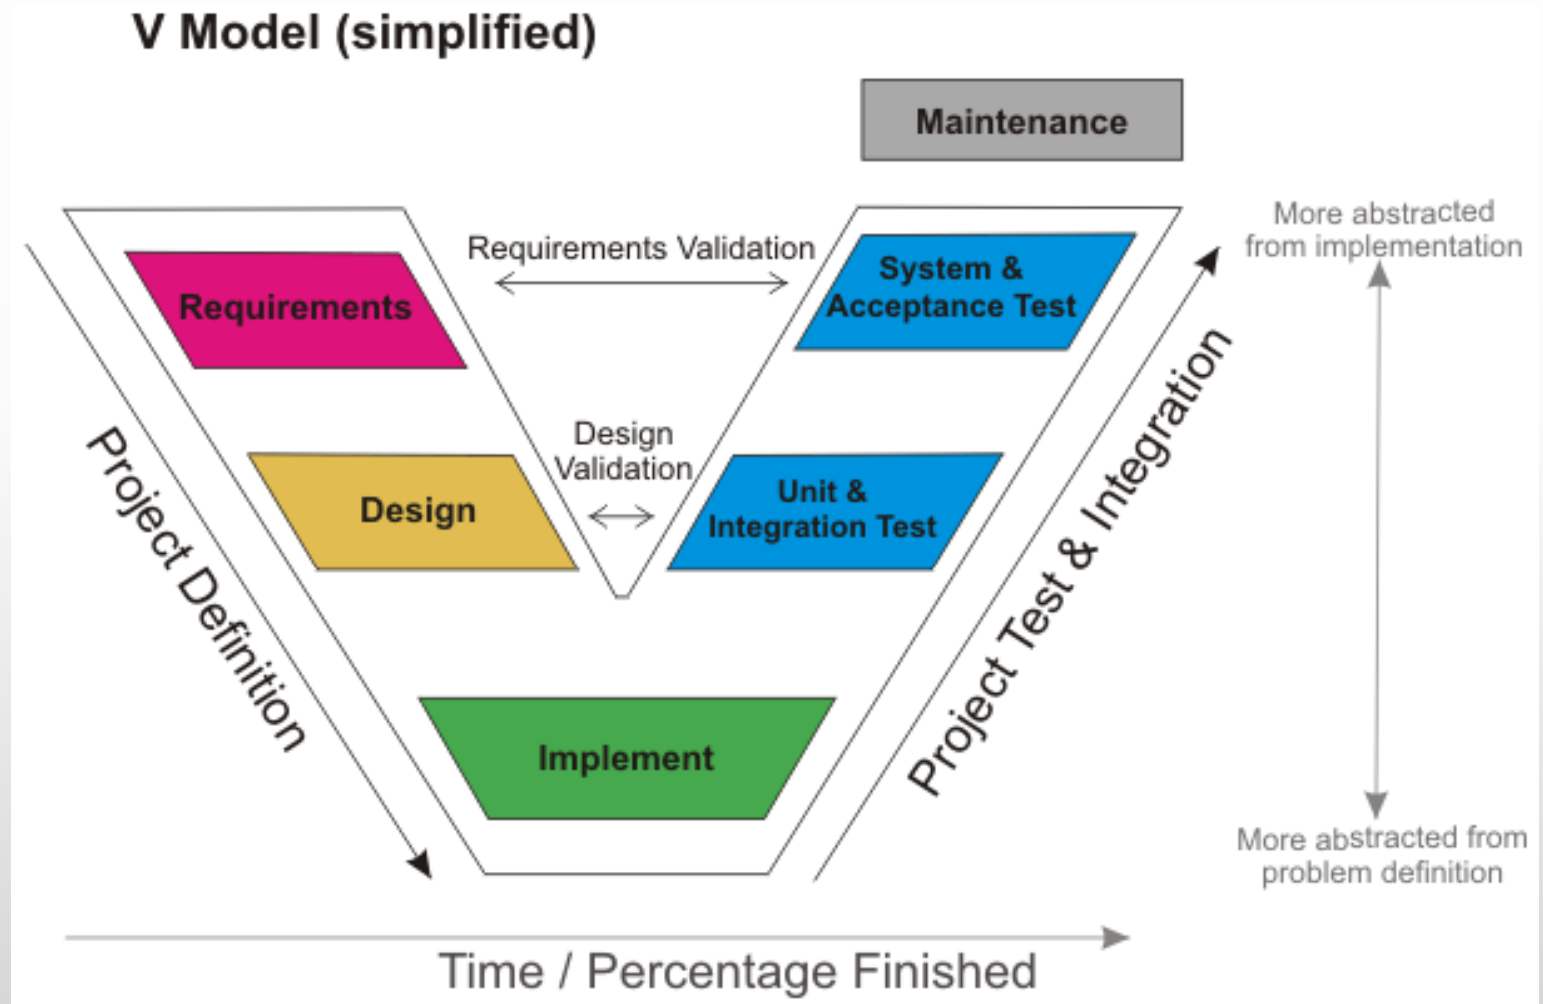 V Model (simplified)
Maintenance
More abstracted
from implementation
Requirements Validation
System &
Acceptance Test
Requirements
Design
Validation
Unit &
Integration Test
Design
Project Definition
Project Test & Integration
Implement
More abstracted from
problem definition
Time / Percentage Finished